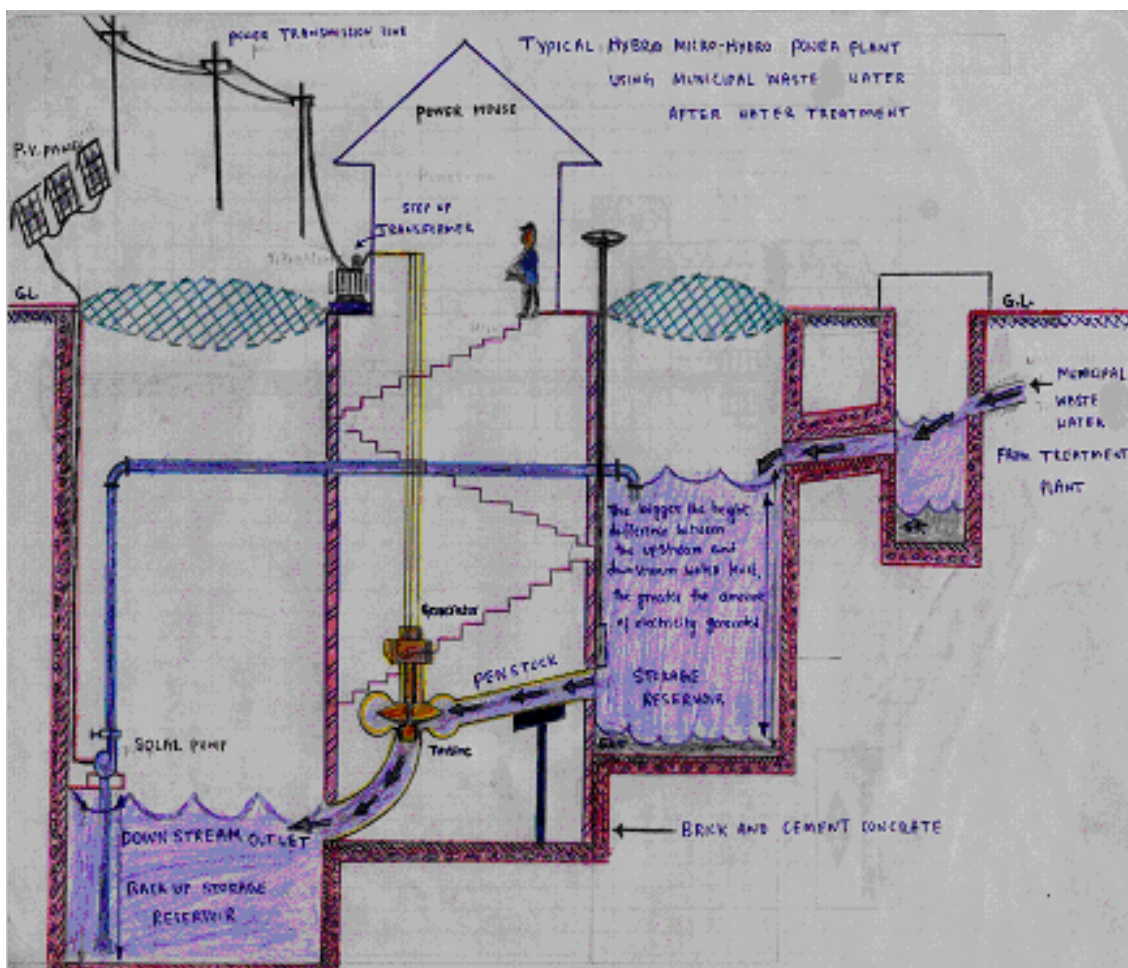 POWER TRANSMISSION LINE
TYPICAL HYBRO MICRO-HYDRO POWER PLANT
USING MUNICIPAL WASTE WATER
AFTER WATER TREATMENT
POWER HOUSE
P.V. PANEL
STEP UP
TRANSFORMER
G.L.
G.L.
MUNICIPAL
WASTE
WATER
FROM TREATMENT
PLANT
The bigger the height
difference between
the upstream and
downstream water level,
the greater the amount
of electricity generated
Generator
PENSTOCK
STORAGE
RESERVOIR
SOLAL PUMP
Turbine
DOWN STREAM OUTLET
BRICK AND CEMENT CONCRATE
BACK UP STORAGE
RESERVOIR